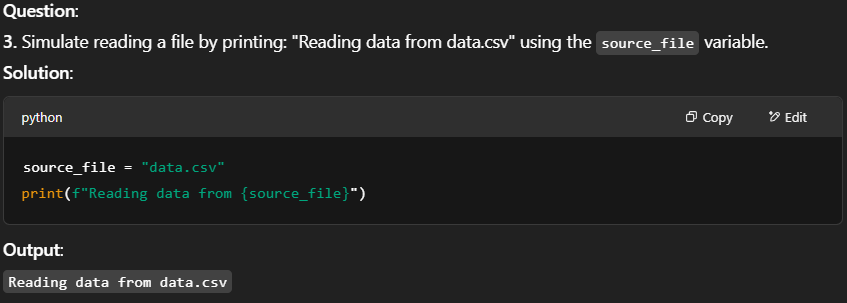 Question:
3. Simulate reading a file by printing: "Reading data from data.csv" using the source_file variable.
Solution:
python Copy Edit
source_file = "data.csv"
print(f"Reading data from {source_file}")
Output:
Reading data from data.csv